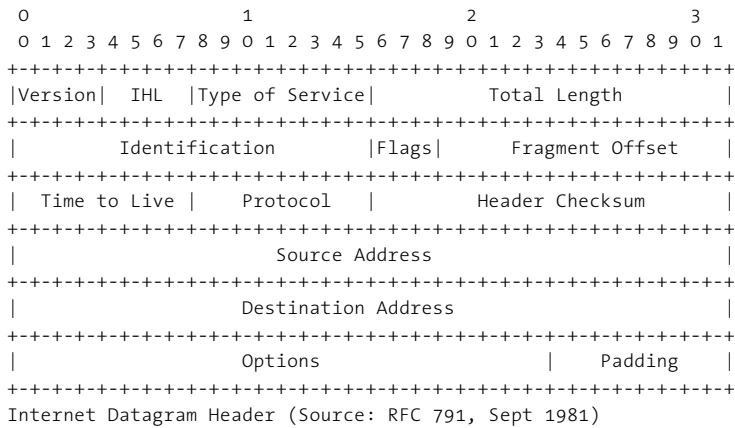 0                   1                   2                   3
 0 1 2 3 4 5 6 7 8 9 0 1 2 3 4 5 6 7 8 9 0 1 2 3 4 5 6 7 8 9 0 1
+-+-+-+-+-+-+-+-+-+-+-+-+-+-+-+-+-+-+-+-+-+-+-+-+-+-+-+-+-+-+-+-+
|Version|  IHL  |Type of Service|          Total Length         |
+-+-+-+-+-+-+-+-+-+-+-+-+-+-+-+-+-+-+-+-+-+-+-+-+-+-+-+-+-+-+-+-+
|         Identification        |Flags|      Fragment Offset    |
+-+-+-+-+-+-+-+-+-+-+-+-+-+-+-+-+-+-+-+-+-+-+-+-+-+-+-+-+-+-+-+-+
|  Time to Live |    Protocol   |         Header Checksum       |
+-+-+-+-+-+-+-+-+-+-+-+-+-+-+-+-+-+-+-+-+-+-+-+-+-+-+-+-+-+-+-+-+
|                       Source Address                          |
+-+-+-+-+-+-+-+-+-+-+-+-+-+-+-+-+-+-+-+-+-+-+-+-+-+-+-+-+-+-+-+-+
|                    Destination Address                        |
+-+-+-+-+-+-+-+-+-+-+-+-+-+-+-+-+-+-+-+-+-+-+-+-+-+-+-+-+-+-+-+-+
|                    Options                    |    Padding    |
+-+-+-+-+-+-+-+-+-+-+-+-+-+-+-+-+-+-+-+-+-+-+-+-+-+-+-+-+-+-+-+-+
Internet Datagram Header (Source: RFC 791, Sept 1981)